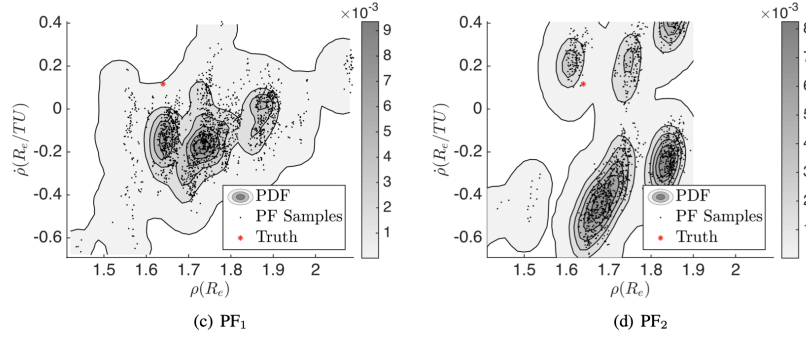 ×10⁻³
0.4
0.2
0
-0.2
-0.4
-0.6
ρ̇(Rₑ/TU)
1.5 1.6 1.7 1.8 1.9 2
ρ(Rₑ)
PDF
PF Samples
Truth
9
8
7
6
5
4
3
2
1
(c) PF₁
×10⁻³
0.4
0.2
0
-0.2
-0.4
-0.6
ρ̇(Rₑ/TU)
1.5 1.6 1.7 1.8 1.9 2
ρ(Rₑ)
PDF
PF Samples
Truth
8
7
6
5
4
3
2
1
(d) PF₂